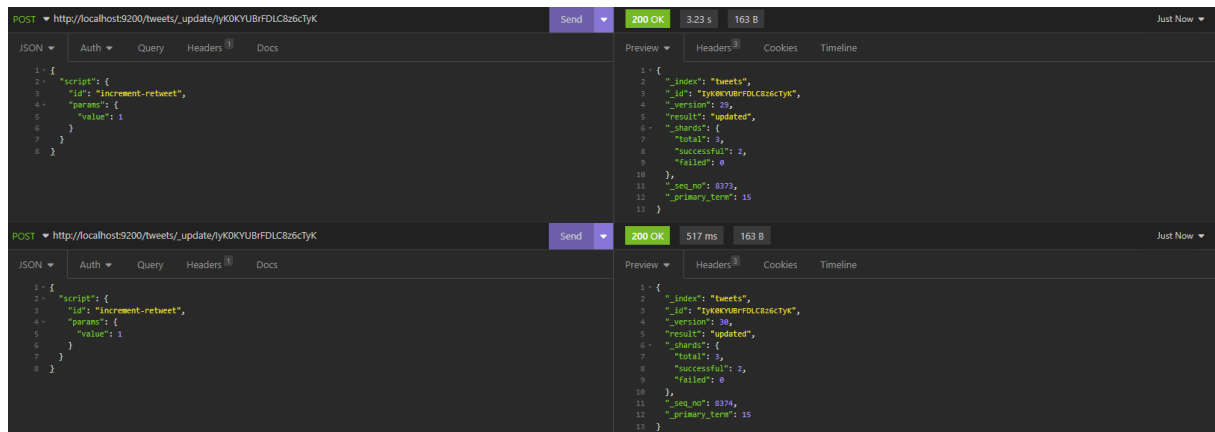 POST http://localhost:9200/tweets/_update/IyK0KYUBrFDLC8z6cTyK Send 200 OK 3.23 s 163 B Just Now
JSON Auth Query Headers 1 Docs Preview Headers 3 Cookies Timeline
1 {
2 "script": {
3 "id": "increment-retweet",
4 "params": {
5 "value": 1
6 }
7 }
8 }
1 {
2 "_index": "tweets",
3 "_id": "IyK0KYUBrFDLC8z6cTyK",
4 "_version": 29,
5 "result": "updated",
6 "_shards": {
7 "total": 3,
8 "successful": 2,
9 "failed": 0
10 },
11 "_seq_no": 8373,
12 "_primary_term": 15
13 }
POST http://localhost:9200/tweets/_update/IyK0KYUBrFDLC8z6cTyK Send 200 OK 517 ms 163 B Just Now
JSON Auth Query Headers 1 Docs Preview Headers 3 Cookies Timeline
1 {
2 "script": {
3 "id": "increment-retweet",
4 "params": {
5 "value": 1
6 }
7 }
8 }
1 {
2 "_index": "tweets",
3 "_id": "IyK0KYUBrFDLC8z6cTyK",
4 "_version": 30,
5 "result": "updated",
6 "_shards": {
7 "total": 3,
8 "successful": 2,
9 "failed": 0
10 },
11 "_seq_no": 8374,
12 "_primary_term": 15
13 }